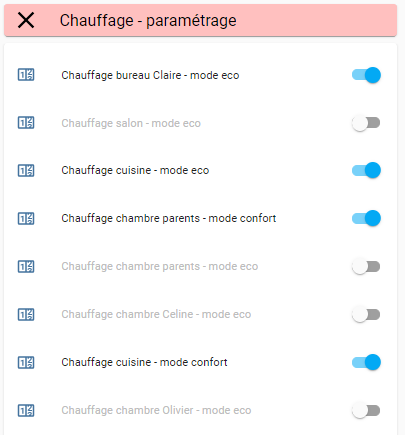 Chauffage - paramétrage
Chauffage bureau Claire - mode eco
Chauffage salon - mode eco
Chauffage cuisine - mode eco
Chauffage chambre parents - mode confort
Chauffage chambre parents - mode eco
Chauffage chambre Celine - mode eco
Chauffage cuisine - mode confort
Chauffage chambre Olivier - mode eco